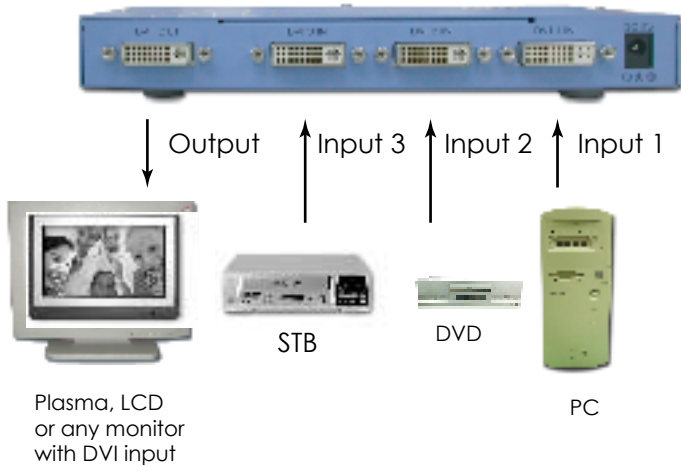 Output
Input 3
Input 2
Input 1
STB
DVD
PC
Plasma, LCD
or any monitor
with DVI input